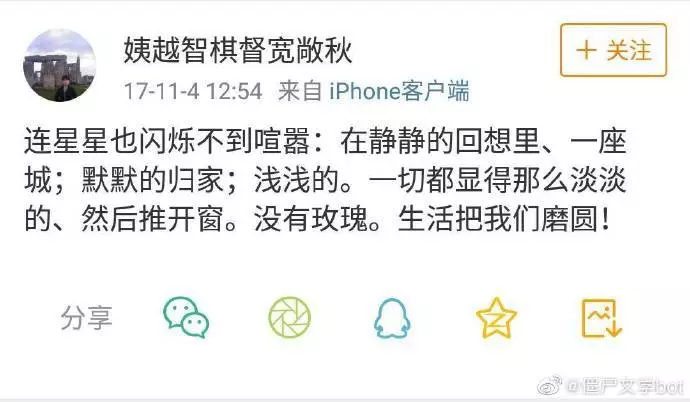 姨越智棋督宽敞秋
+ 关注
17-11-4 12:54 来自 iPhone客户端
连星星也闪烁不到喧嚣：在静静的回想里、一座
城；默默的归家；浅浅的。一切都显得那么淡淡
的、然后推开窗。没有玫瑰。生活把我们磨圆！
分享
@僵尸文学bot